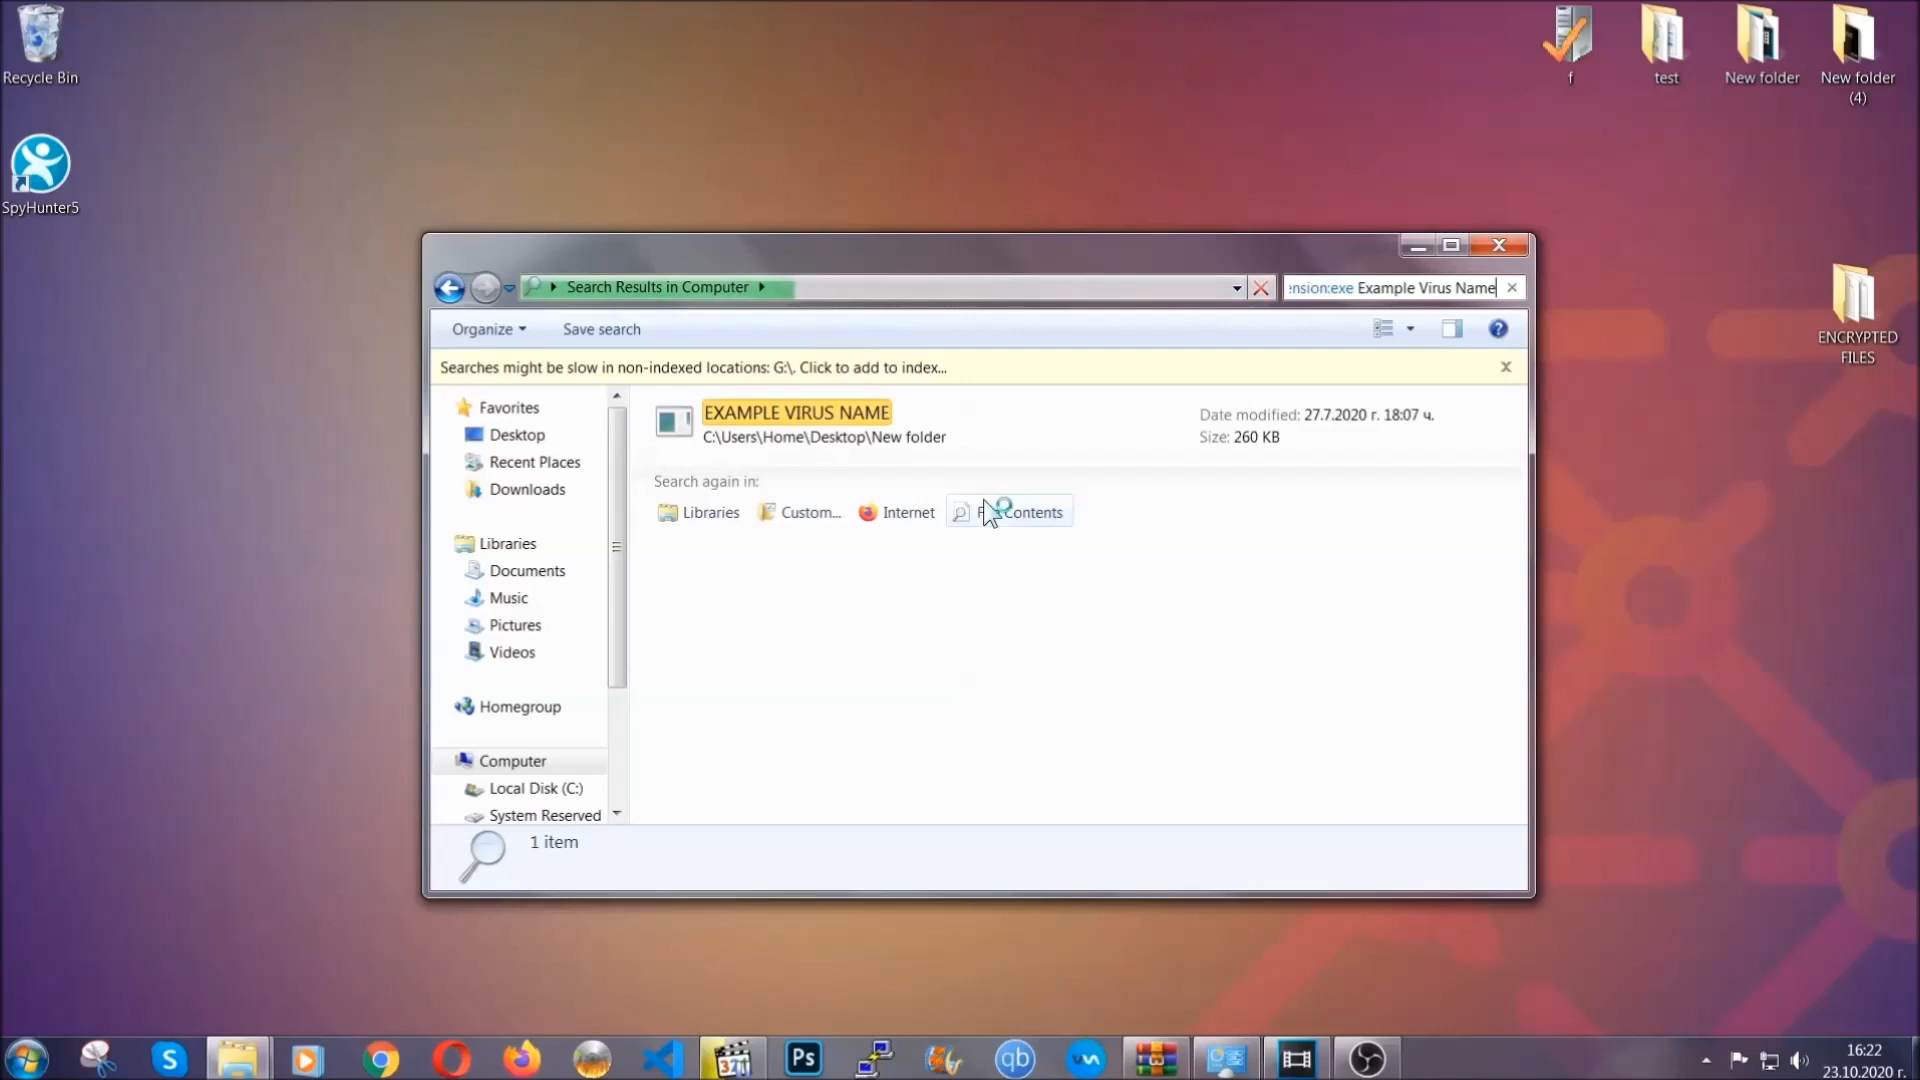 Recycle Bin
SpyHunter5
f
test
New folder
New folder
(4)
ENCRYPTED
FILES
Search Results in Computer
:nsion:exe Example Virus Name
Organize
Save search
Searches might be slow in non-indexed locations: G:\. Click to add to index...
Favorites
Desktop
Recent Places
Downloads
Libraries
Documents
Music
Pictures
Videos
Homegroup
Computer
Local Disk (C:)
System Reserved
EXAMPLE VIRUS NAME
C:\Users\Home\Desktop\New folder
Date modified: 27.7.2020 г. 18:07 ч.
Size: 260 KB
Search again in:
Libraries
Custom...
Internet
Contents
1 item
S
371
Ps
qb
16:22
23.10.2020 г.